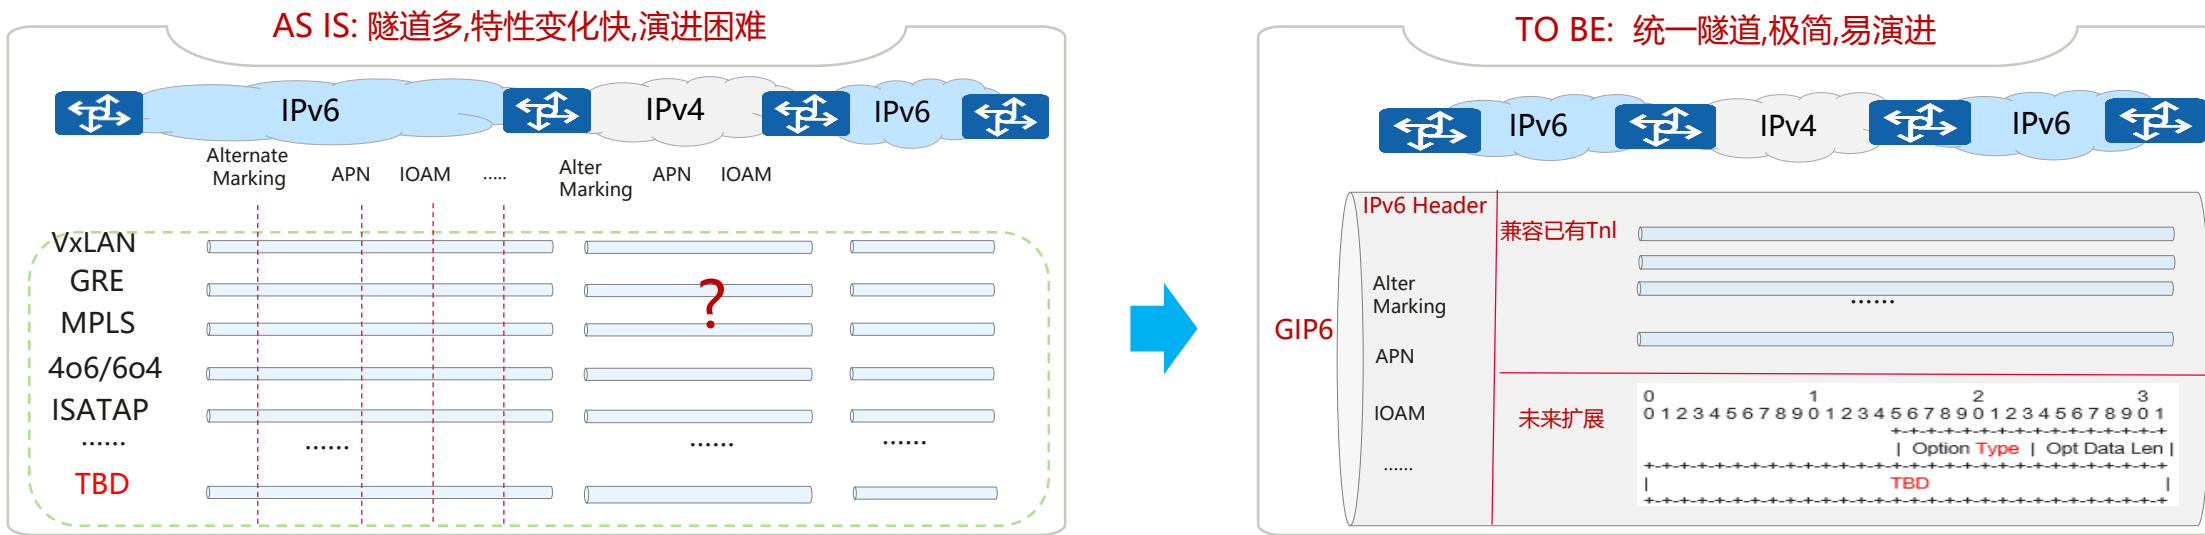 AS IS: 隧道多,特性变化快,演进困难
IPv6
IPv4
IPv6
Alternate
Marking
APN
IOAM
.....
Alter
Marking
APN
IOAM
VxLAN
GRE
?
MPLS
4o6/6o4
ISATAP
......
......
......
......
TBD
TO BE: 统一隧道,极简,易演进
IPv6
IPv4
IPv6
GIP6
IPv6 Header
Alter
Marking
APN
IOAM
......
兼容已有Tnl
......
未来扩展
0 1 2 3
0 1 2 3 4 5 6 7 8 9 0 1 2 3 4 5 6 7 8 9 0 1 2 3 4 5 6 7 8 9 0 1
+-+-+-+-+-+-+-+-+-+-+-+-+-+-+-+-+
| Option Type | Opt Data Len |
+-+-+-+-+-+-+-+-+-+-+-+-+-+-+-+-+-+-+-+-+-+-+-+-+-+-+-+-+-+-+-+-+
| TBD |
+-+-+-+-+-+-+-+-+-+-+-+-+-+-+-+-+-+-+-+-+-+-+-+-+-+-+-+-+-+-+-+-+